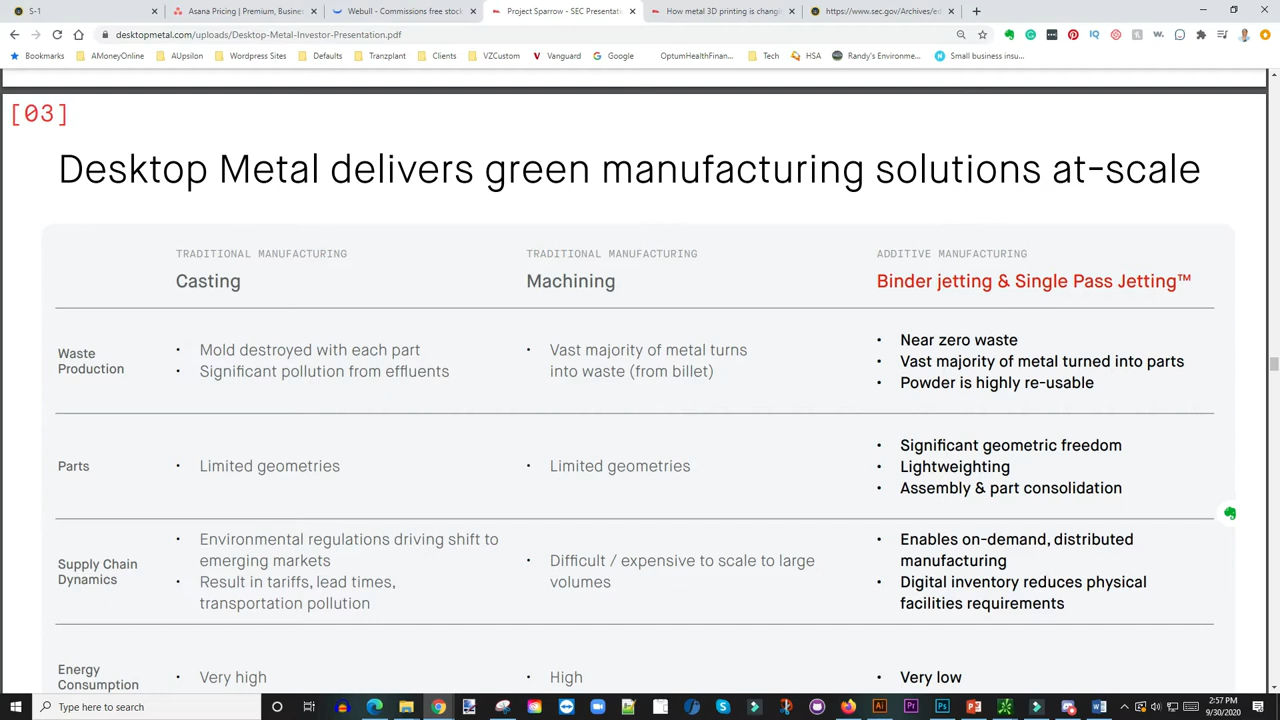 S-1
Asana Pricing | Premium, Busine
Webull - Commissions free stock
Project Sparrow - SEC Presentatio
How metal 3D printing is changin
https://www.sec.gov/Archives/ed
desktopmetal.com/uploads/Desktop-Metal-Investor-Presentation.pdf
Bookmarks
AMoneyOnline
AUpsilon
Wordpress Sites
Defaults
Tranzplant
Clients
VZCustom
Vanguard
Google
OptumHealthFinan...
Tech
HSA
Randy's Environme...
Small business insu...
[03]
Desktop Metal delivers green manufacturing solutions at-scale
TRADITIONAL MANUFACTURING
Casting
TRADITIONAL MANUFACTURING
Machining
ADDITIVE MANUFACTURING
Binder jetting & Single Pass Jetting™
Waste
Production
• Mold destroyed with each part
• Significant pollution from effluents
• Vast majority of metal turns
into waste (from billet)
• Near zero waste
• Vast majority of metal turned into parts
• Powder is highly re-usable
Parts
• Limited geometries
• Limited geometries
• Significant geometric freedom
• Lightweighting
• Assembly & part consolidation
Supply Chain
Dynamics
• Environmental regulations driving shift to
emerging markets
• Result in tariffs, lead times,
transportation pollution
• Difficult / expensive to scale to large
volumes
• Enables on-demand, distributed
manufacturing
• Digital inventory reduces physical
facilities requirements
Energy
Consumption
• Very high
• High
• Very low
Type here to search
2:57 PM
9/30/2020